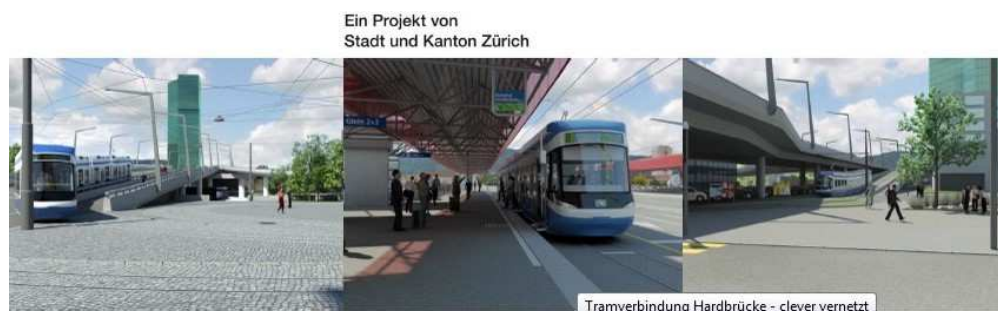 Ein Projekt von
Stadt und Kanton Zürich
Tramverbindung Hardbrücke - clever vernetzt